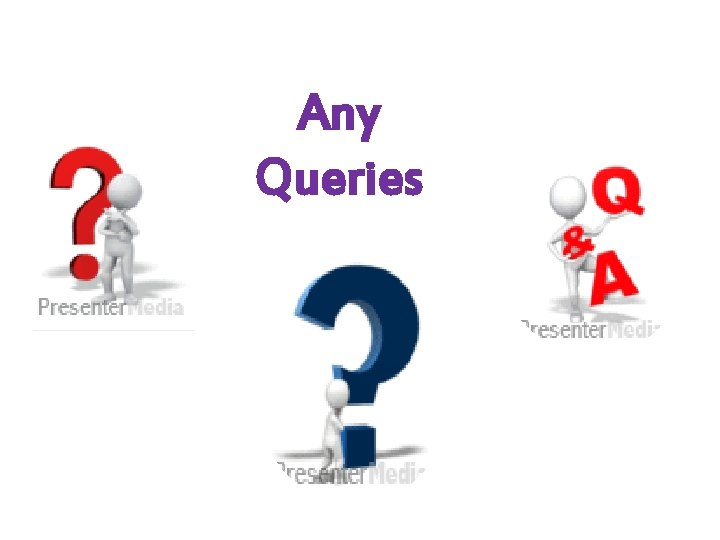 Any
Queries
Q
&
A
PresenterMedia
PresenterMedia
PresenterMedia